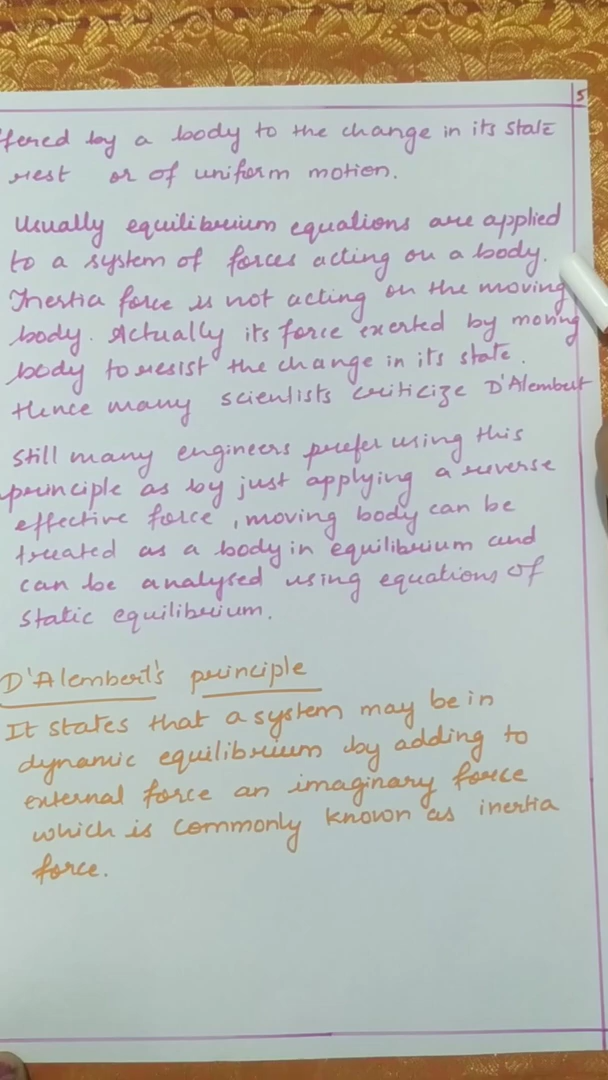 5
ffered by a body to the change in its state
rest or of uniform motion.
Usually equilibrium equations are applied
to a system of forces acting on a body.
Inertia force is not acting on the moving
body. Actually its force exerted by moving
body to resist the change in its state.
Hence many scientists criticize D'Alembert
Still many engineers prefer using this
principle as by just applying a reverse
effective force, moving body can be
treated as a body in equilibrium and
can be analysed using equations of
static equilibrium.
D'Alembert's principle
It states that a system may be in
dynamic equilibrium by adding to
external force an imaginary force
which is commonly known as inertia
force.